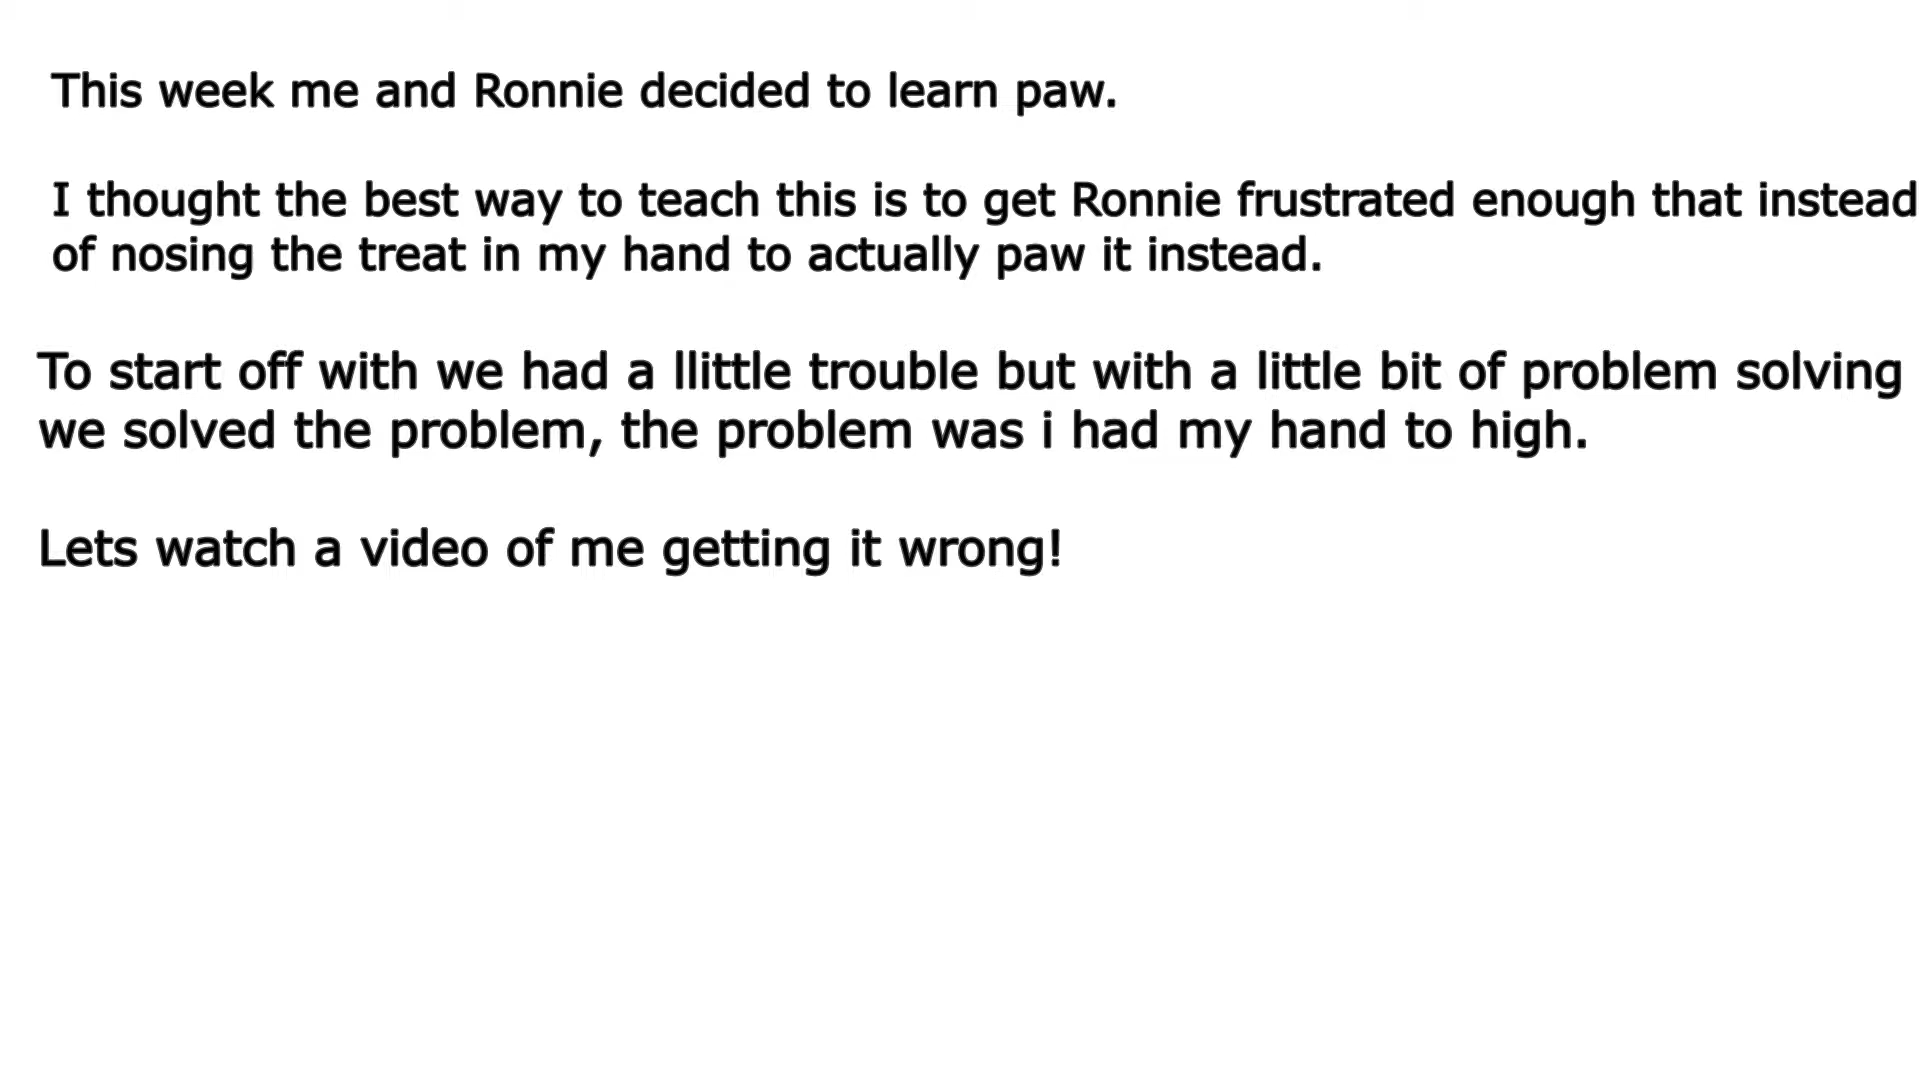 This week me and Ronnie decided to learn paw.
I thought the best way to teach this is to get Ronnie frustrated enough that instead
of nosing the treat in my hand to actually paw it instead.
To start off with we had a llittle trouble but with a little bit of problem solving
we solved the problem, the problem was i had my hand to high.
Lets watch a video of me getting it wrong!